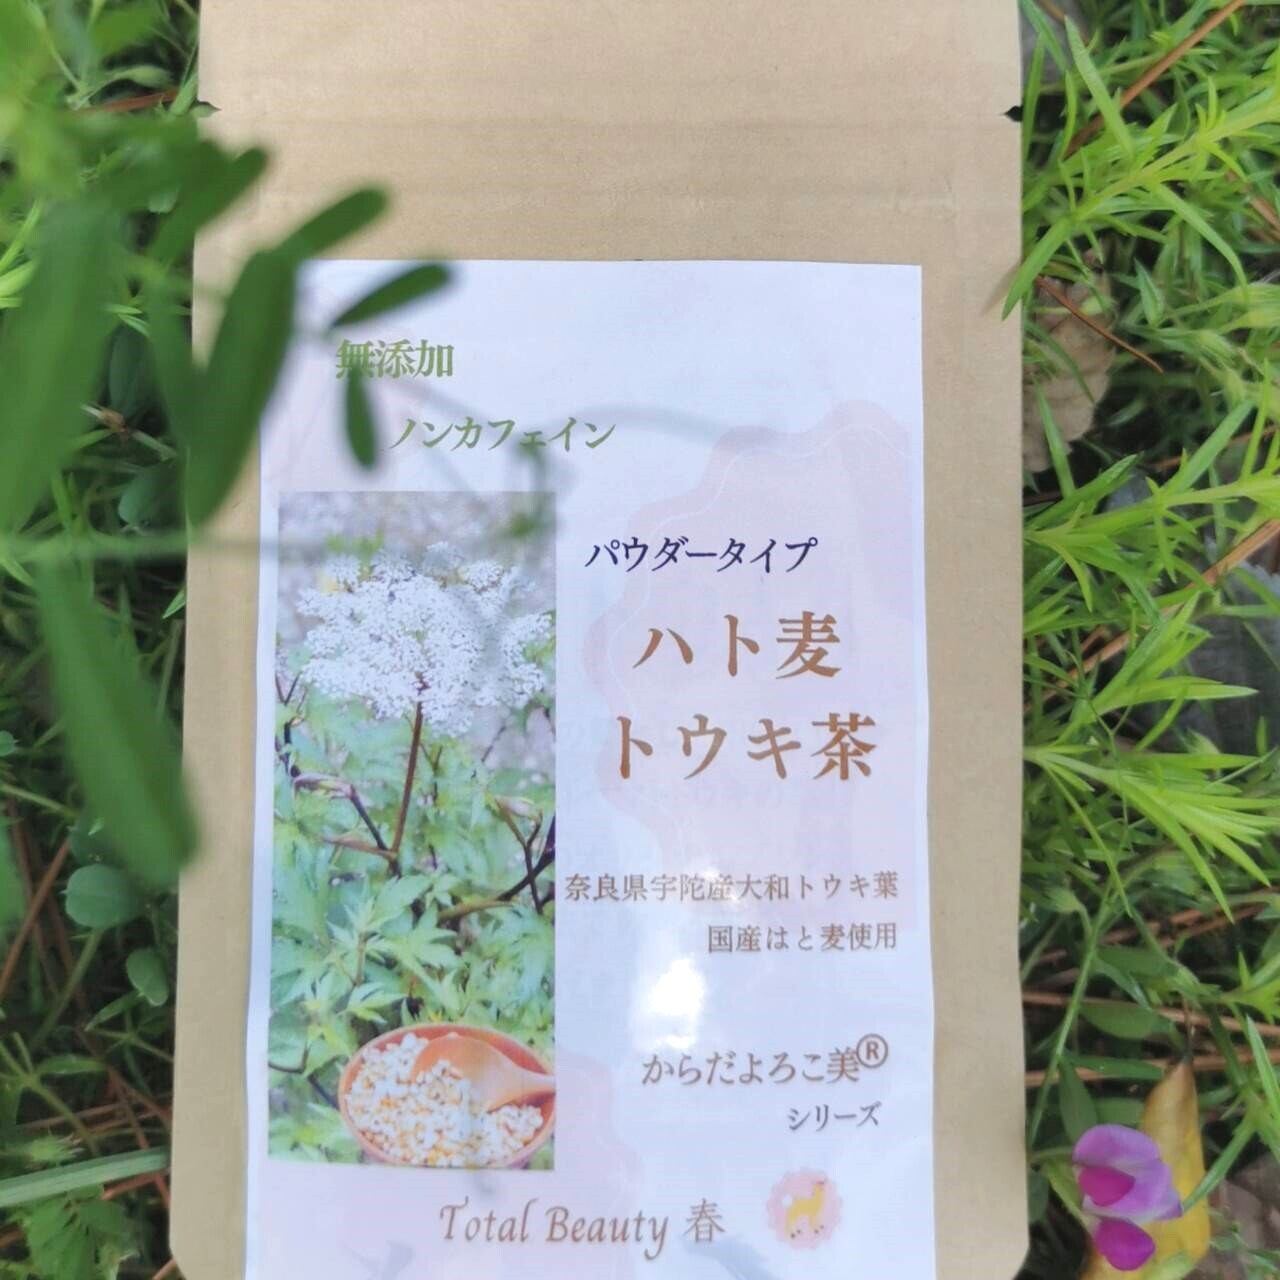 無添加
ノンカフェイン
パウダータイプ
ハト麦
トウキ茶
奈良県宇陀産大和トウキ葉
国産はと麦使用
からだよろこ美®
シリーズ
Total Beauty 春